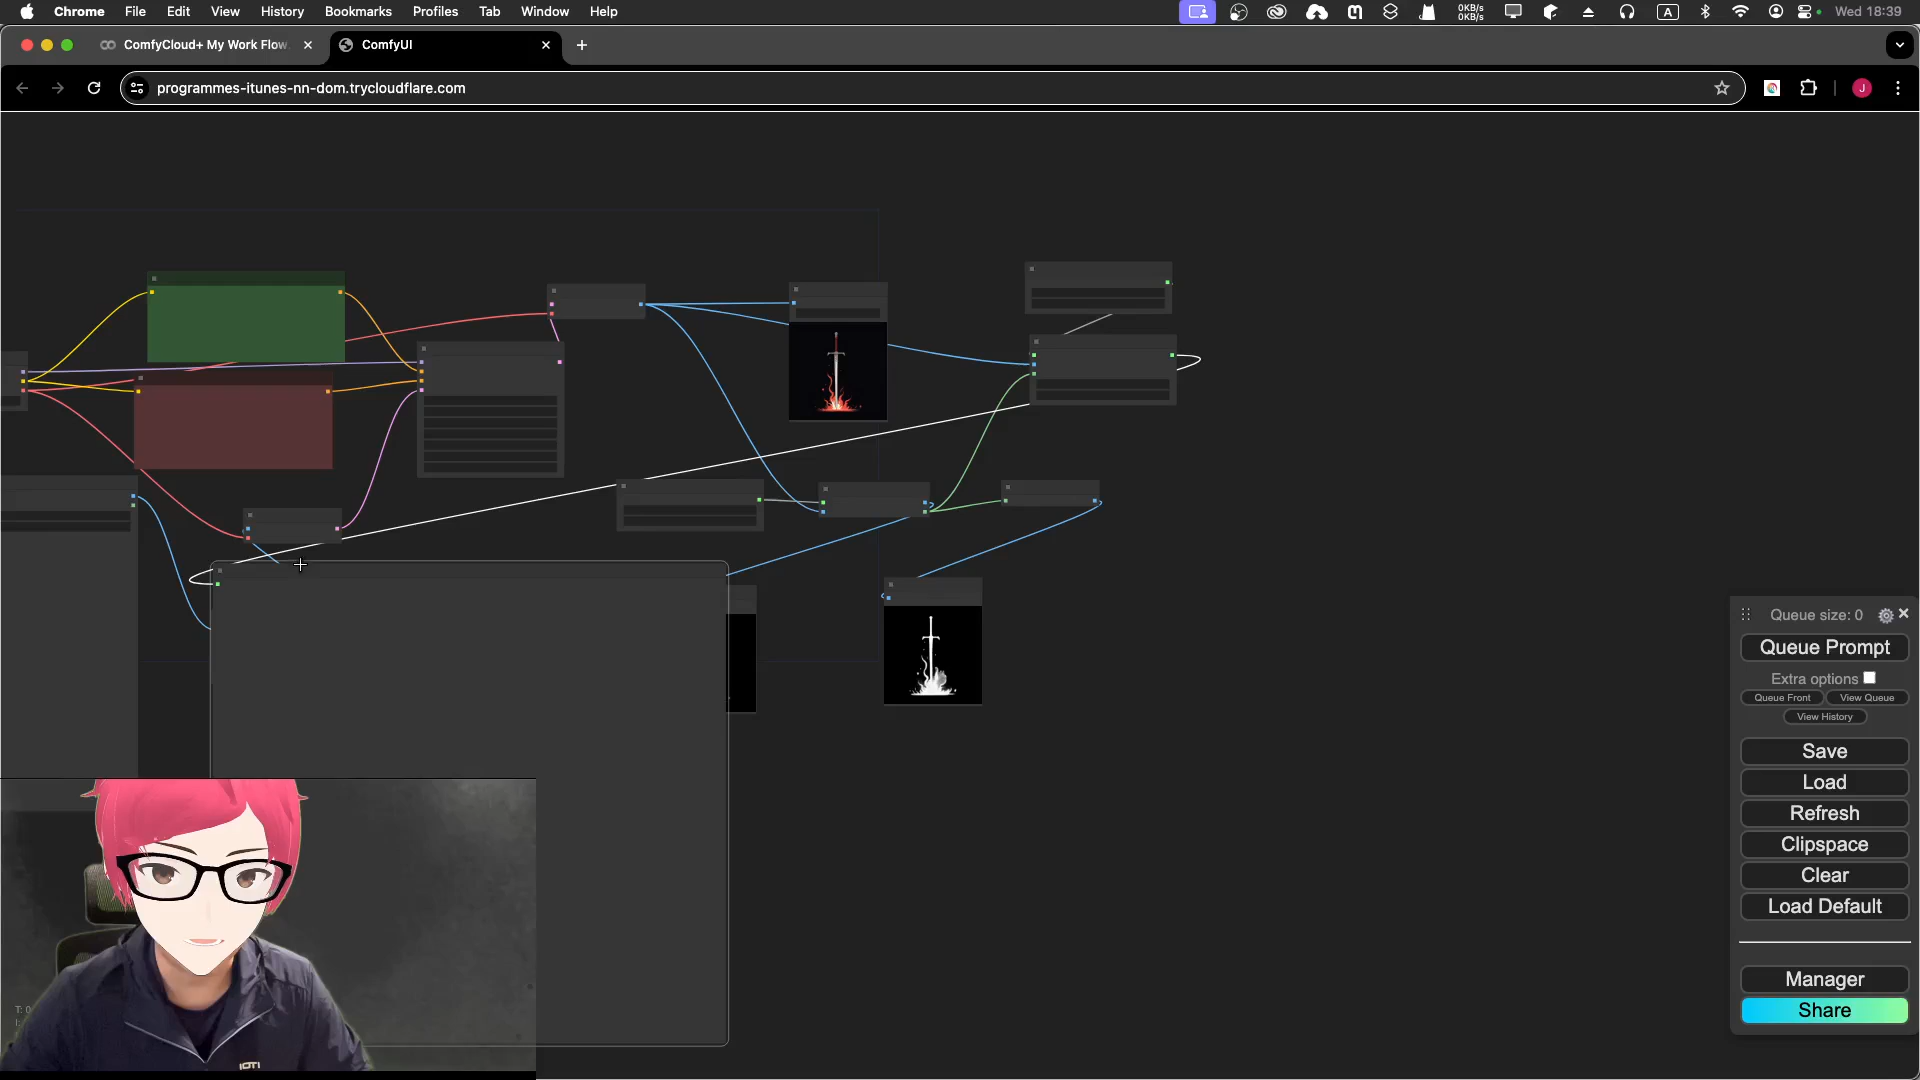 Chrome File Edit View History Bookmarks Profiles Tab Window Help
0KB/s
0KB/s
A
Wed 18:39
ComfyCloud+ My Work Flow
ComfyUI
programmes-itunes-nn-dom.trycloudflare.com
J
Queue size: 0
Queue Prompt
Extra options
Queue Front View Queue
View History
Save
Load
Refresh
Clipspace
Clear
Load Default
Manager
Share